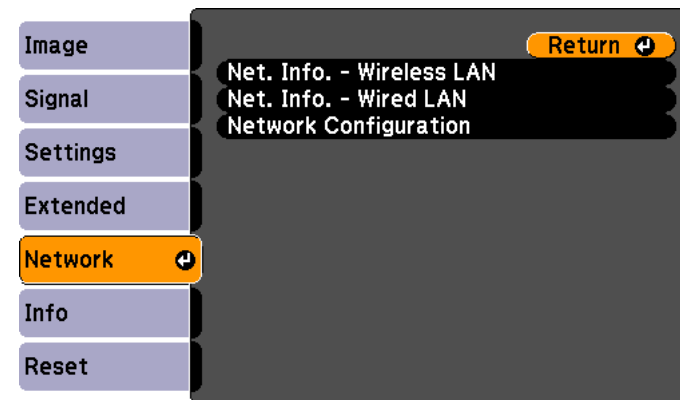 Image
Signal
Settings
Extended
Network
Info
Reset
Return
Net. Info. - Wireless LAN
Net. Info. - Wired LAN
Network Configuration